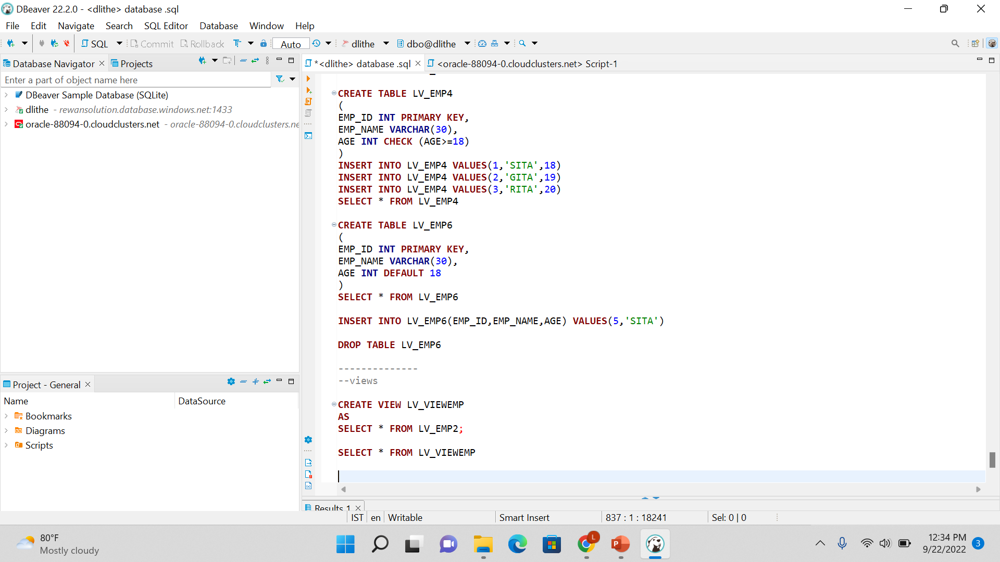 DBeaver 22.2.0 - <dlithe> database .sql
File Edit Navigate Search SQL Editor Database Window Help
SQL Commit Rollback Auto dlithe dbo@dlithe
Database Navigator Projects
Enter a part of object name here
DBeaver Sample Database (SQLite)
dlithe - rewansolution.database.windows.net:1433
oracle-88094-0.cloudclusters.net - oracle-88094-0.cloudclusters.ne
Project - General
Name DataSource
Bookmarks
Diagrams
Scripts
*<dlithe> database .sql <oracle-88094-0.cloudclusters.net> Script-1
CREATE TABLE LV_EMP4
(
EMP_ID INT PRIMARY KEY,
EMP_NAME VARCHAR(30),
AGE INT CHECK (AGE>=18)
)
INSERT INTO LV_EMP4 VALUES(1,'SITA',18)
INSERT INTO LV_EMP4 VALUES(2,'GITA',19)
INSERT INTO LV_EMP4 VALUES(3,'RITA',20)
SELECT * FROM LV_EMP4
CREATE TABLE LV_EMP6
(
EMP_ID INT PRIMARY KEY,
EMP_NAME VARCHAR(30),
AGE INT DEFAULT 18
)
SELECT * FROM LV_EMP6
INSERT INTO LV_EMP6(EMP_ID,EMP_NAME,AGE) VALUES(5,'SITA')
DROP TABLE LV_EMP6
--------------
--views
CREATE VIEW LV_VIEWEMP
AS
SELECT * FROM LV_EMP2;
SELECT * FROM LV_VIEWEMP
Results 1
IST en Writable Smart Insert 837 : 1 : 18241 Sel: 0 | 0
80°F
Mostly cloudy
L
P
12:34 PM
9/22/2022
3